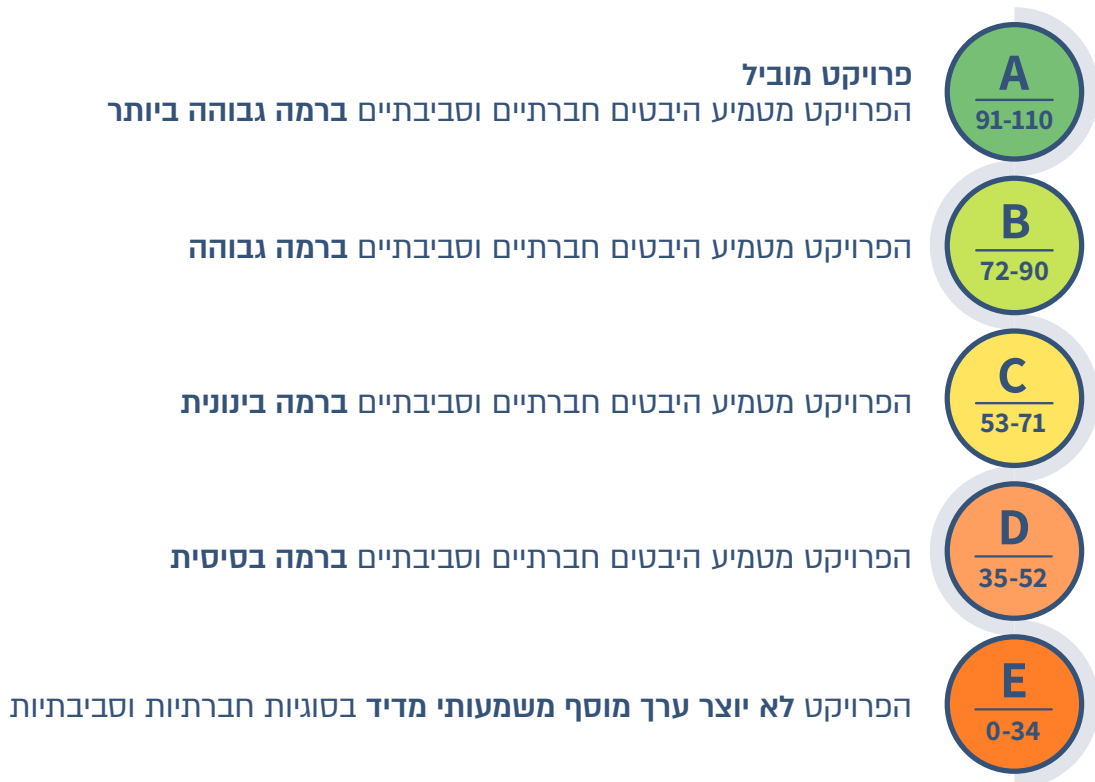 A
91-110
פרויקט מוביל
הפרויקט מטמיע היבטים חברתיים וסביבתיים ברמה גבוהה ביותר
B
72-90
הפרויקט מטמיע היבטים חברתיים וסביבתיים ברמה גבוהה
C
53-71
הפרויקט מטמיע היבטים חברתיים וסביבתיים ברמה בינונית
D
35-52
הפרויקט מטמיע היבטים חברתיים וסביבתיים ברמה בסיסית
E
0-34
הפרויקט לא יוצר ערך מוסף משמעותי מדיד בסוגיות חברתיות וסביבתיות